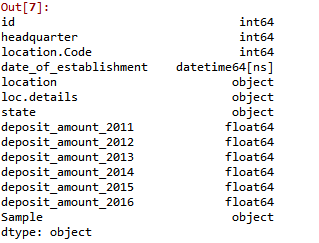 Out[7]:
id int64
headquarter int64
location.Code int64
date_of_establishment datetime64[ns]
location object
loc.details object
state object
deposit_amount_2011 float64
deposit_amount_2012 float64
deposit_amount_2013 float64
deposit_amount_2014 float64
deposit_amount_2015 float64
deposit_amount_2016 float64
Sample object
dtype: object